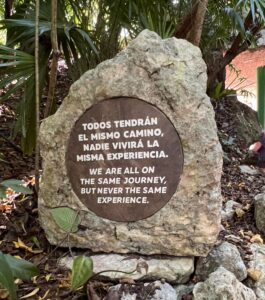 TODOS TENDRÁN
EL MISMO CAMINO,
NADIE VIVIRÁ LA
MISMA EXPERIENCIA.
WE ARE ALL ON
THE SAME JOURNEY,
BUT NEVER THE SAME
EXPERIENCE.